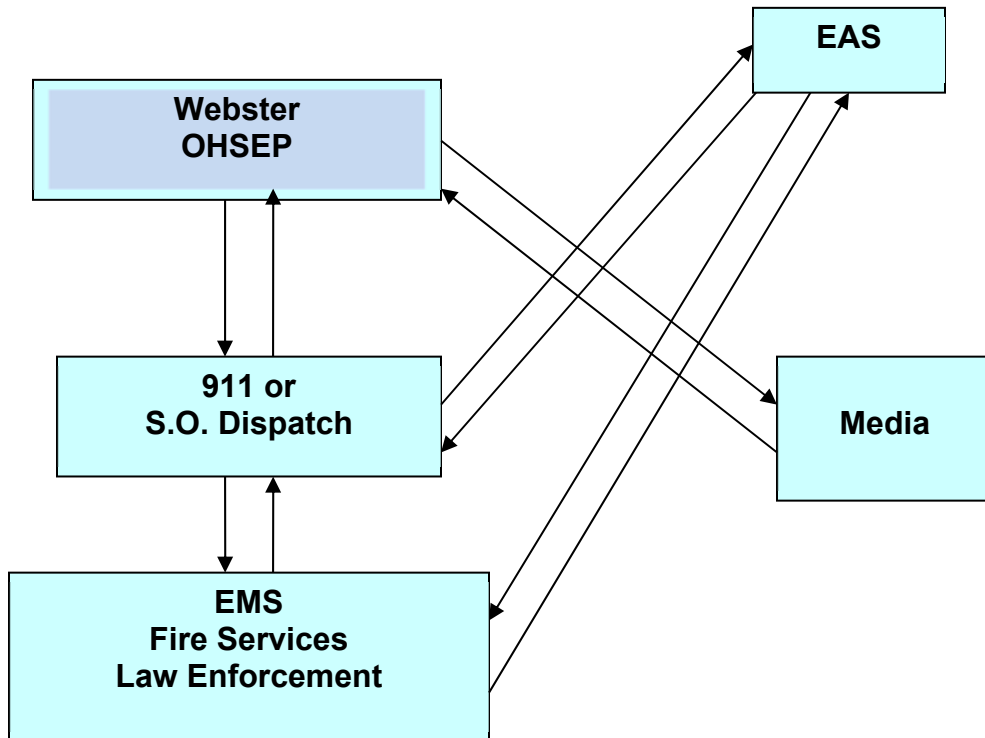 EAS
Webster
OHSEP
911 or
S.O. Dispatch
Media
EMS
Fire Services
Law Enforcement